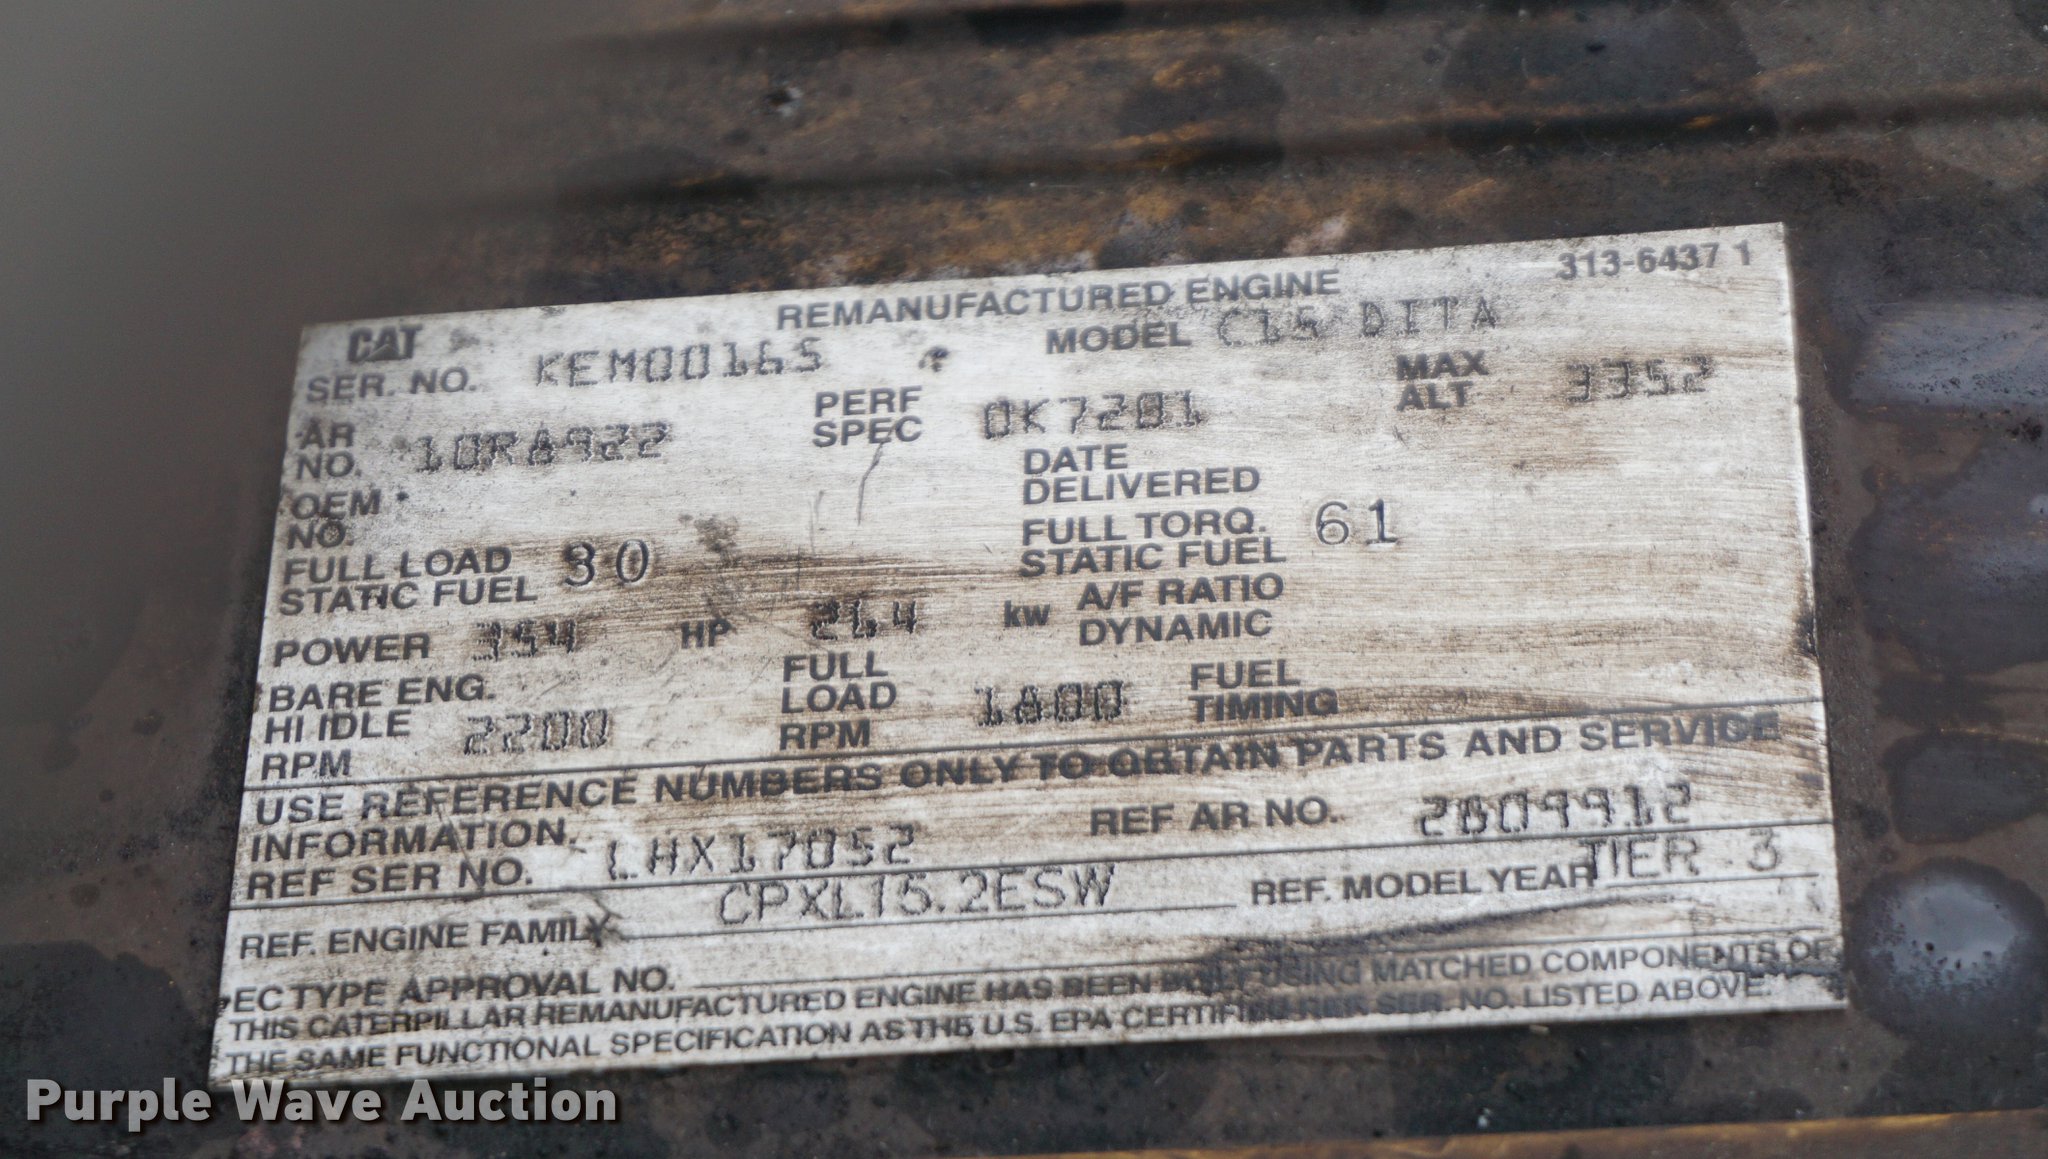 313-6437 1
CAT REMANUFACTURED ENGINE
SER. NO. KEM00165 MODEL C15 DITA
AR NO. 10RA922 PERF SPEC 0K7281 MAX ALT 3352
OEM NO. DATE DELIVERED
FULL LOAD STATIC FUEL 30 FULL TORQ. STATIC FUEL 61
POWER 354 HP 264 kw A/F RATIO DYNAMIC
BARE ENG. HI IDLE RPM 2200 FULL LOAD RPM 1800 FUEL TIMING
USE REFERENCE NUMBERS ONLY TO OBTAIN PARTS AND SERVICE
INFORMATION.
REF SER NO. LHX17052 REF AR NO. 2809912
REF. ENGINE FAMILY CPXL15.2ESW REF. MODEL YEAR TIER 3
EC TYPE APPROVAL NO.
THIS CATERPILLAR REMANUFACTURED ENGINE HAS BEEN BUILT USING MATCHED COMPONENTS OF
THE SAME FUNCTIONAL SPECIFICATION AS THE U.S. EPA CERTIFIED REF. SER. NO. LISTED ABOVE.
Purple Wave Auction